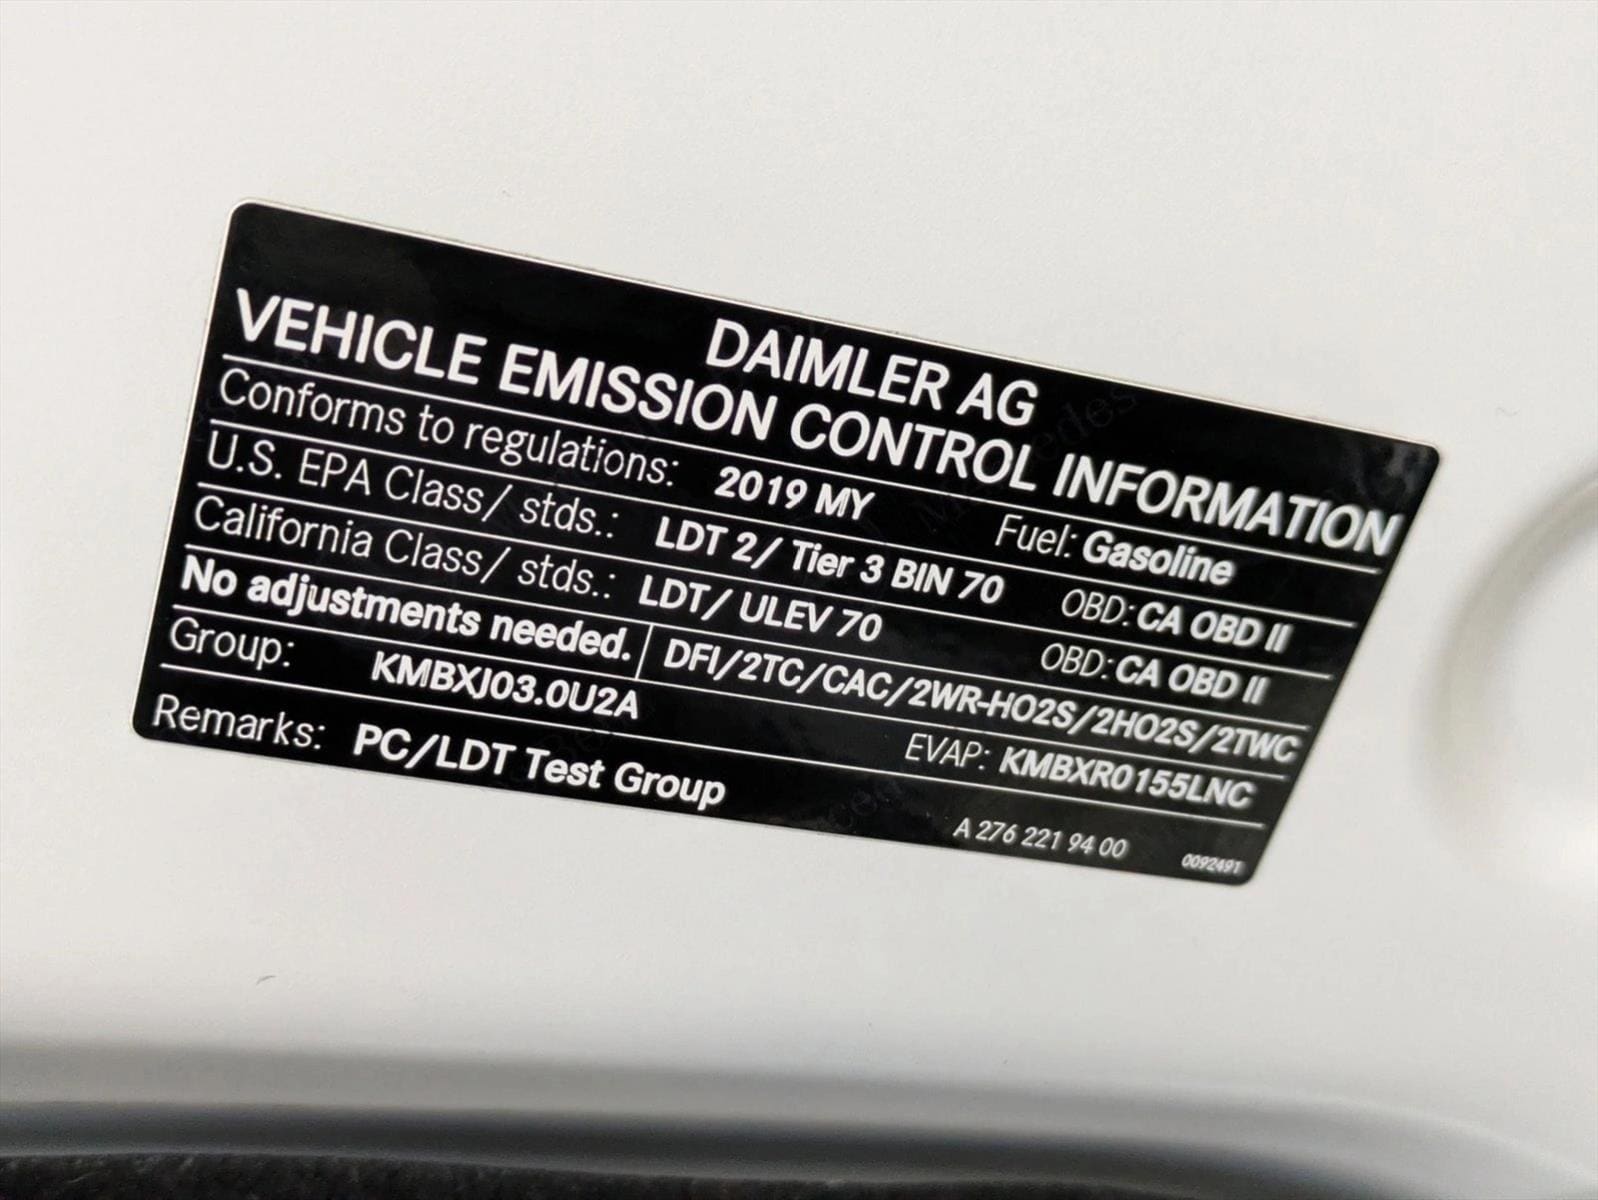 DAIMLER AG
VEHICLE EMISSION CONTROL INFORMATION
Conforms to regulations: 2019 MY Fuel: Gasoline
U.S. EPA Class/ stds.: LDT 2/ Tier 3 BIN 70 OBD: CA OBD II
California Class/ stds.: LDT/ ULEV 70 OBD: CA OBD II
No adjustments needed. DFI/2TC/CAC/2WR-HO2S/2HO2S/2TWC
Group: KMBXJ03.0U2A EVAP: KMBXR0155LNC
Remarks: PC/LDT Test Group
A 276 221 94 00 009249T